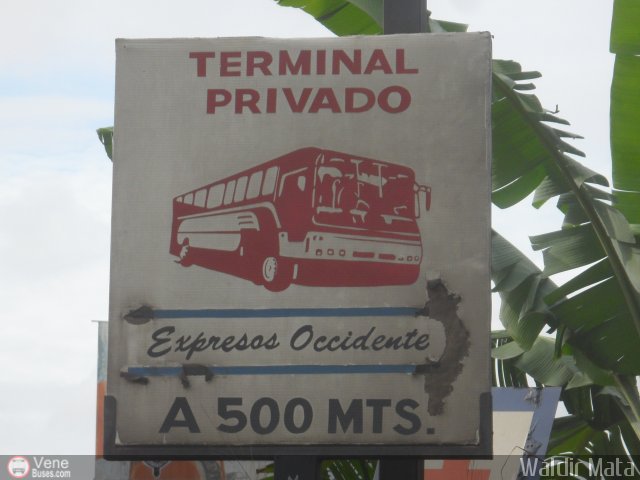 TERMINAL
PRIVADO
Expresos Occidente
A 500 MTS.
Vene
Buses.com
Waldir Mata